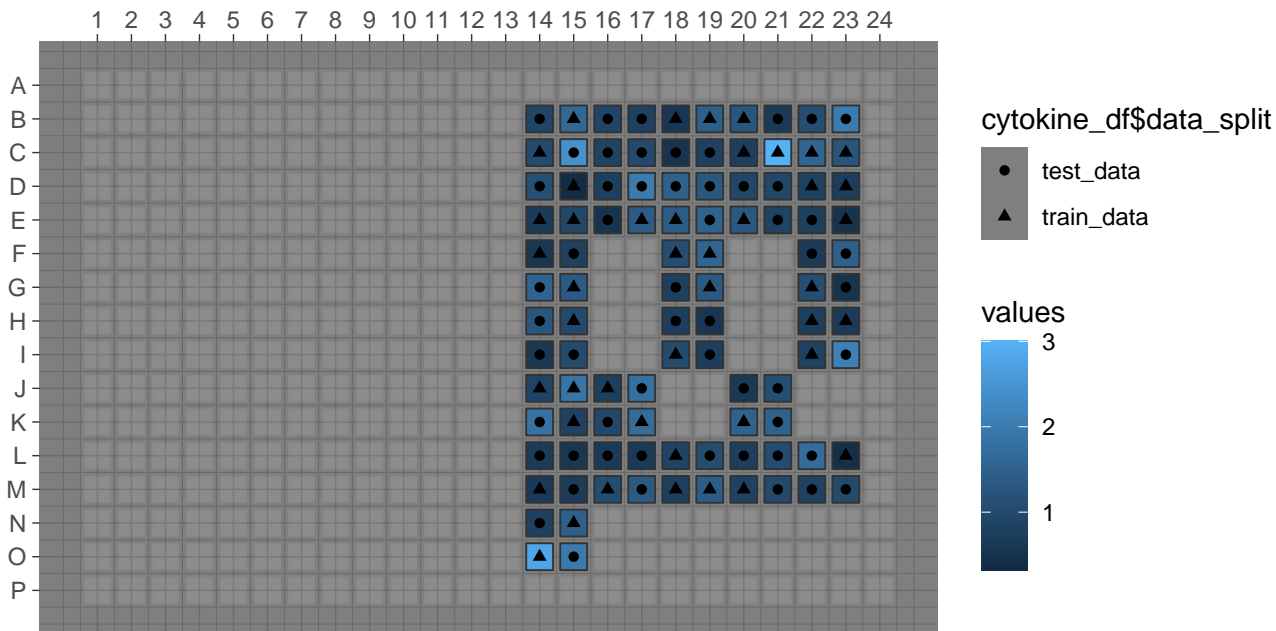 1 2 3 4 5 6 7 8 9 10 11 12 13 14 15 16 17 18 19 20 21 22 23 24
A
B
C
D
E
F
G
H
I
J
K
L
M
N
O
P
cytokine_df$data_split
test_data
train_data
values
3
2
1